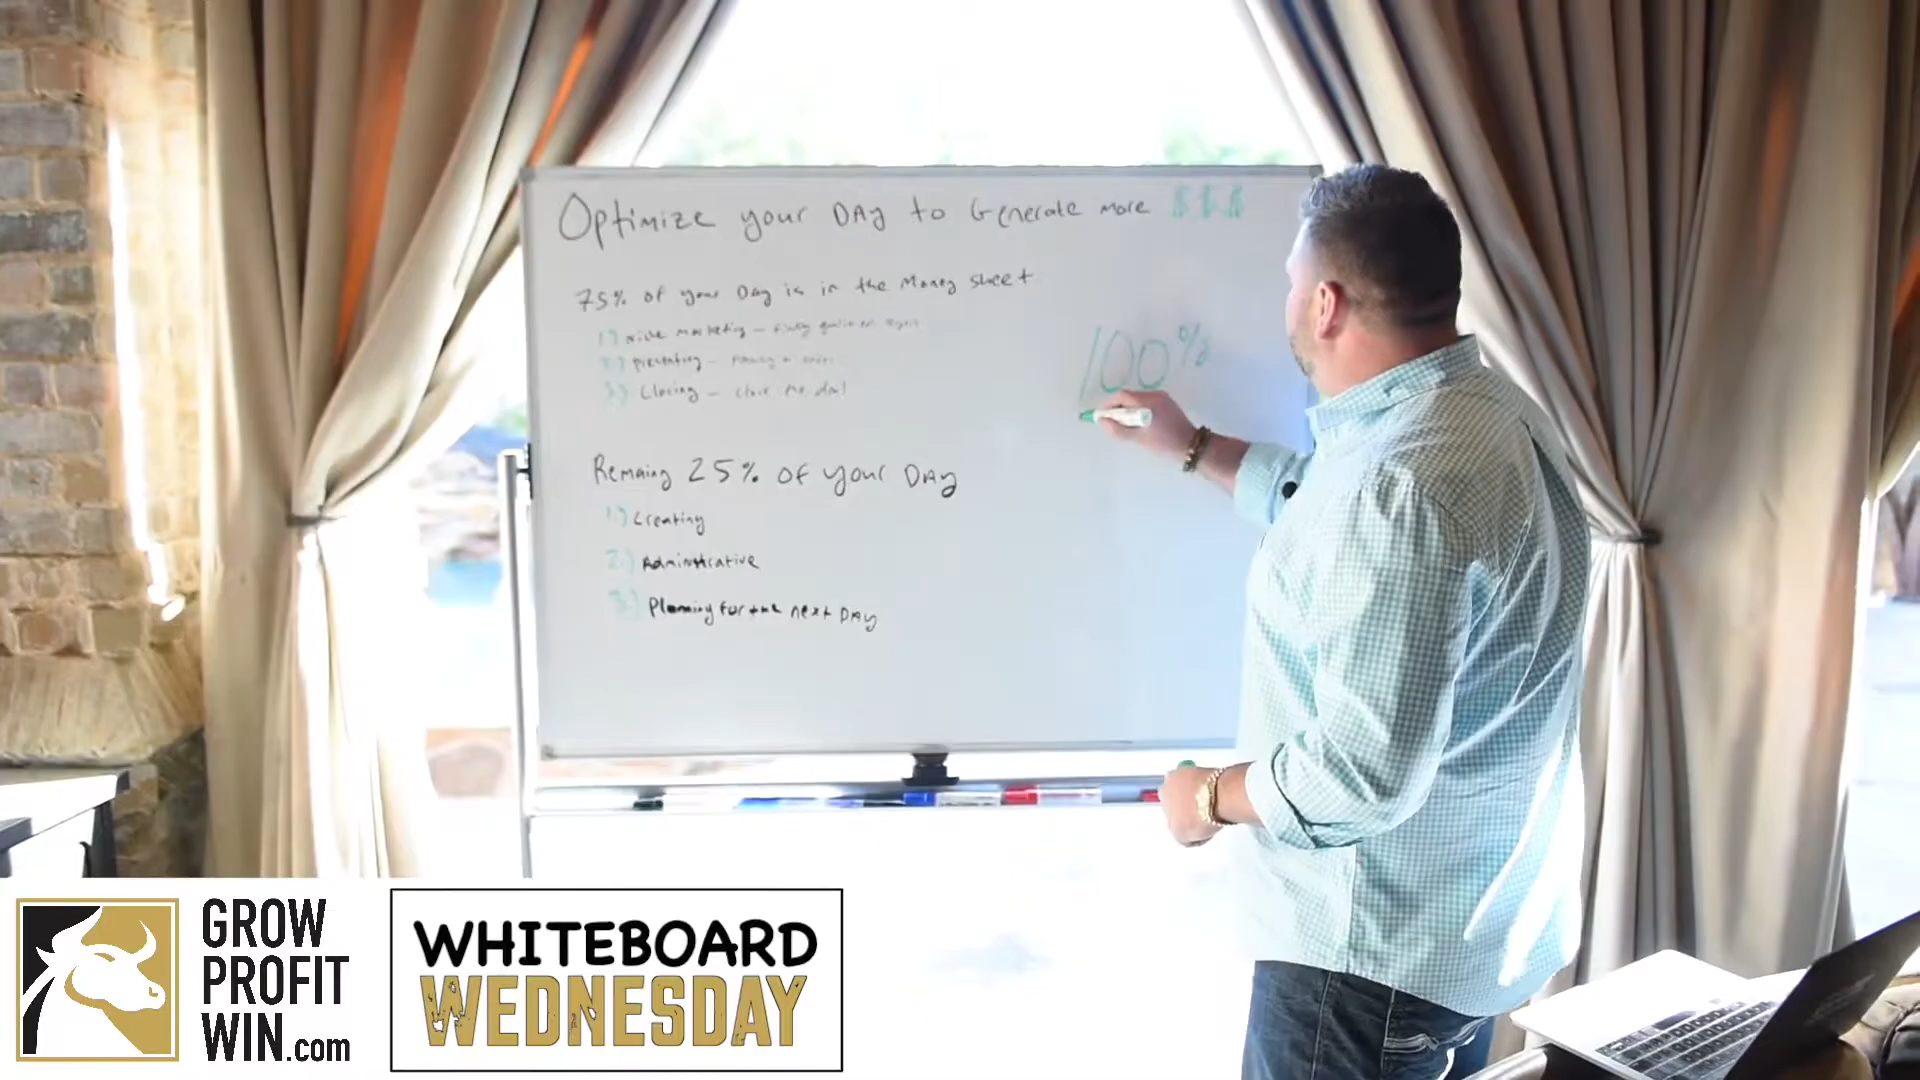 Optimize your DAy to Generate more $ $ $
75% of your Day is in the Money sheet
1.) marketing –
2.) Presenting –
3.) Closing – close the deal
100%
Remaing 25% of your DAy
1.) Creating
2.) Adminstrative
3.) Planning for the next DAy
GROW
PROFIT
WIN.com
WHITEBOARD
WEDNESDAY